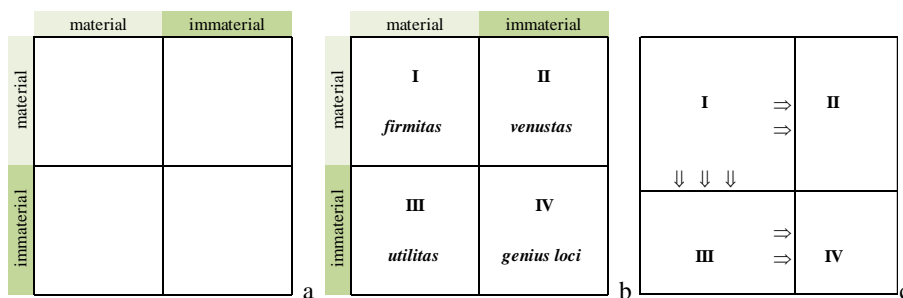 material immaterial
material
immaterial
a
material immaterial
material
immaterial
I II
firmitas venustas
III IV
utilitas genius loci
b
I ⇒ II
⇒
⇓ ⇓ ⇓
⇒
III ⇒ IV
c